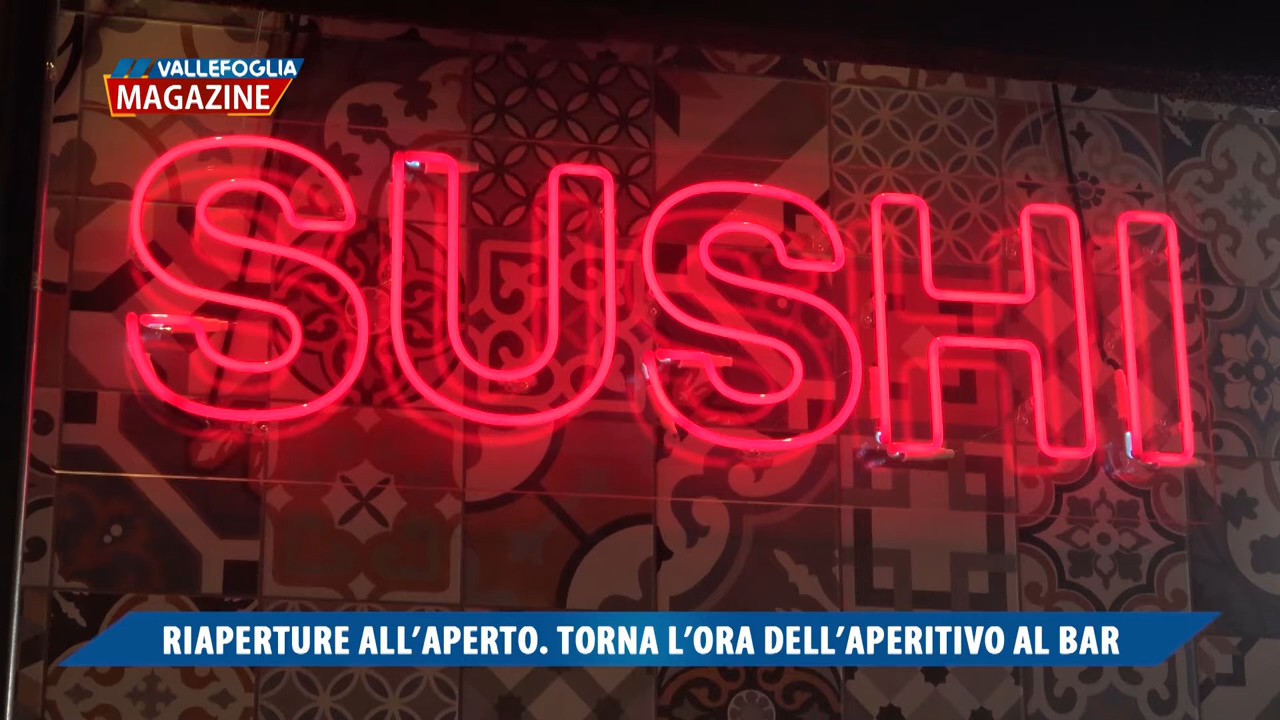 VALLEFOGLIA
MAGAZINE
SUSHI
RIAPERTURE ALL’APERTO. TORNA L’ORA DELL’APERITIVO AL BAR